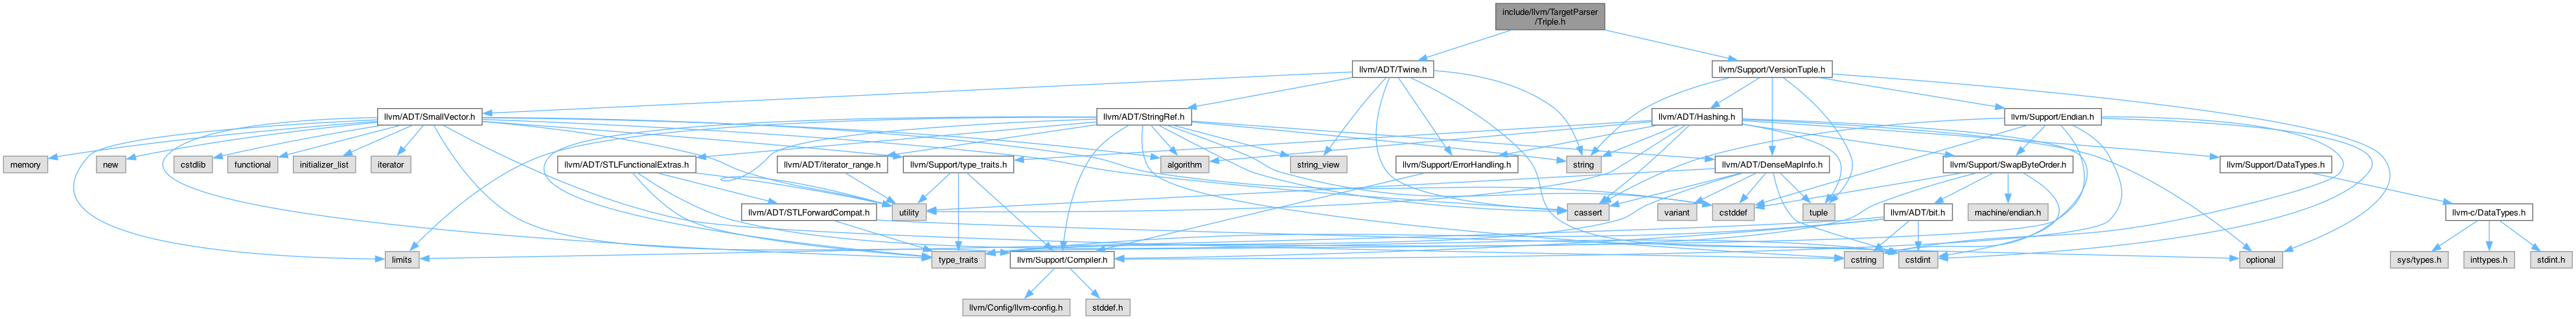 include/llvm/TargetParser
/Triple.h
llvm/ADT/Twine.h
llvm/Support/VersionTuple.h
llvm/ADT/SmallVector.h
llvm/ADT/StringRef.h
llvm/ADT/Hashing.h
llvm/Support/Endian.h
memory
new
cstdlib
functional
initializer_list
iterator
llvm/ADT/STLFunctionalExtras.h
llvm/ADT/iterator_range.h
llvm/Support/type_traits.h
algorithm
string_view
llvm/Support/ErrorHandling.h
string
llvm/ADT/DenseMapInfo.h
llvm/Support/SwapByteOrder.h
llvm/Support/DataTypes.h
llvm/ADT/STLForwardCompat.h
utility
cassert
variant
cstddef
tuple
llvm/ADT/bit.h
machine/endian.h
llvm-c/DataTypes.h
limits
type_traits
llvm/Support/Compiler.h
cstring
cstdint
optional
sys/types.h
inttypes.h
stdint.h
llvm/Config/llvm-config.h
stddef.h